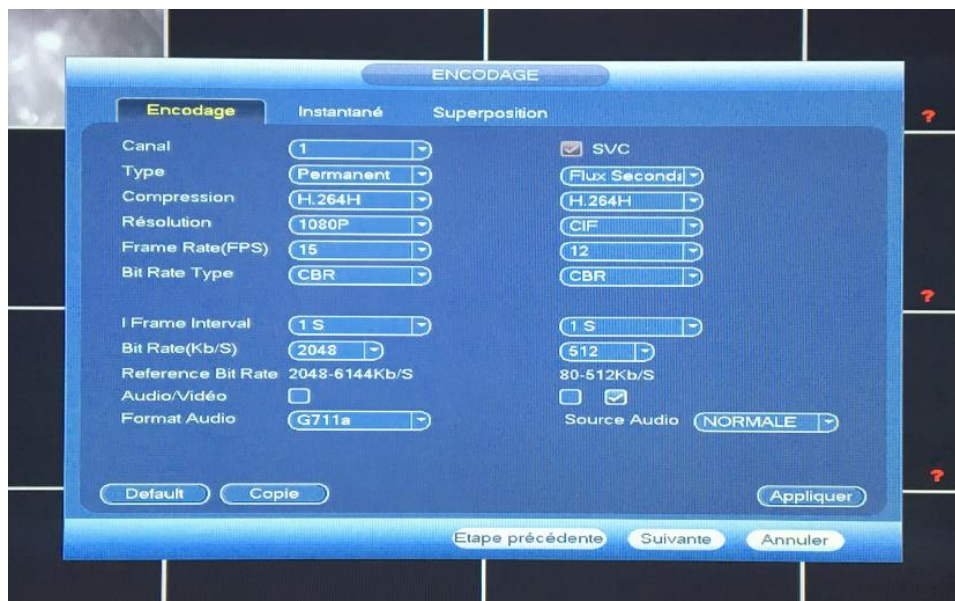 ENCODAGE
Encodage Instantané Superposition
?
Canal 1 SVC
Type Permanent Flux Seconda
Compression H.264H H.264H
Résolution 1080P CIF
Frame Rate(FPS) 15 12
Bit Rate Type CBR CBR
?
I Frame Interval 1 S 1 S
Bit Rate(Kb/S) 2048 512
Reference Bit Rate 2048-6144Kb/S 80-512Kb/S
Audio/Vidéo
Format Audio G711a Source Audio NORMALE
?
Default Copie Appliquer
Etape précédente Suivante Annuler